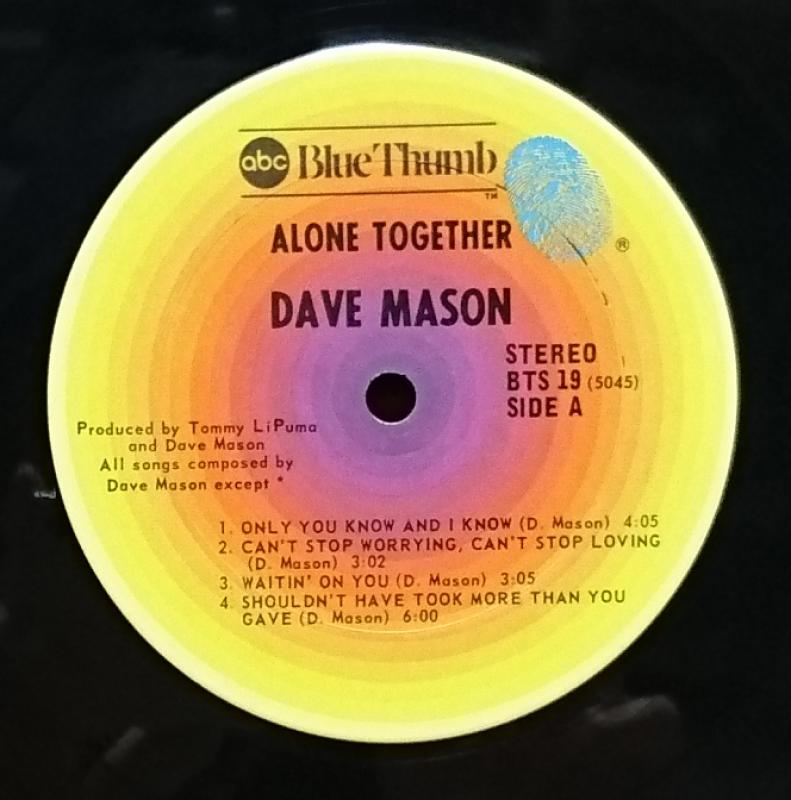 abc Blue Thumb
TM
®
ALONE TOGETHER
DAVE MASON
STEREO
BTS 19 (5045)
SIDE A
Produced by Tommy LiPuma
and Dave Mason
All songs composed by
Dave Mason except *
1. ONLY YOU KNOW AND I KNOW (D. Mason) 4:05
2. CAN'T STOP WORRYING, CAN'T STOP LOVING
(D. Mason) 3:02
3. WAITIN' ON YOU (D. Mason) 3:05
4. SHOULDN'T HAVE TOOK MORE THAN YOU
GAVE (D. Mason) 6:00